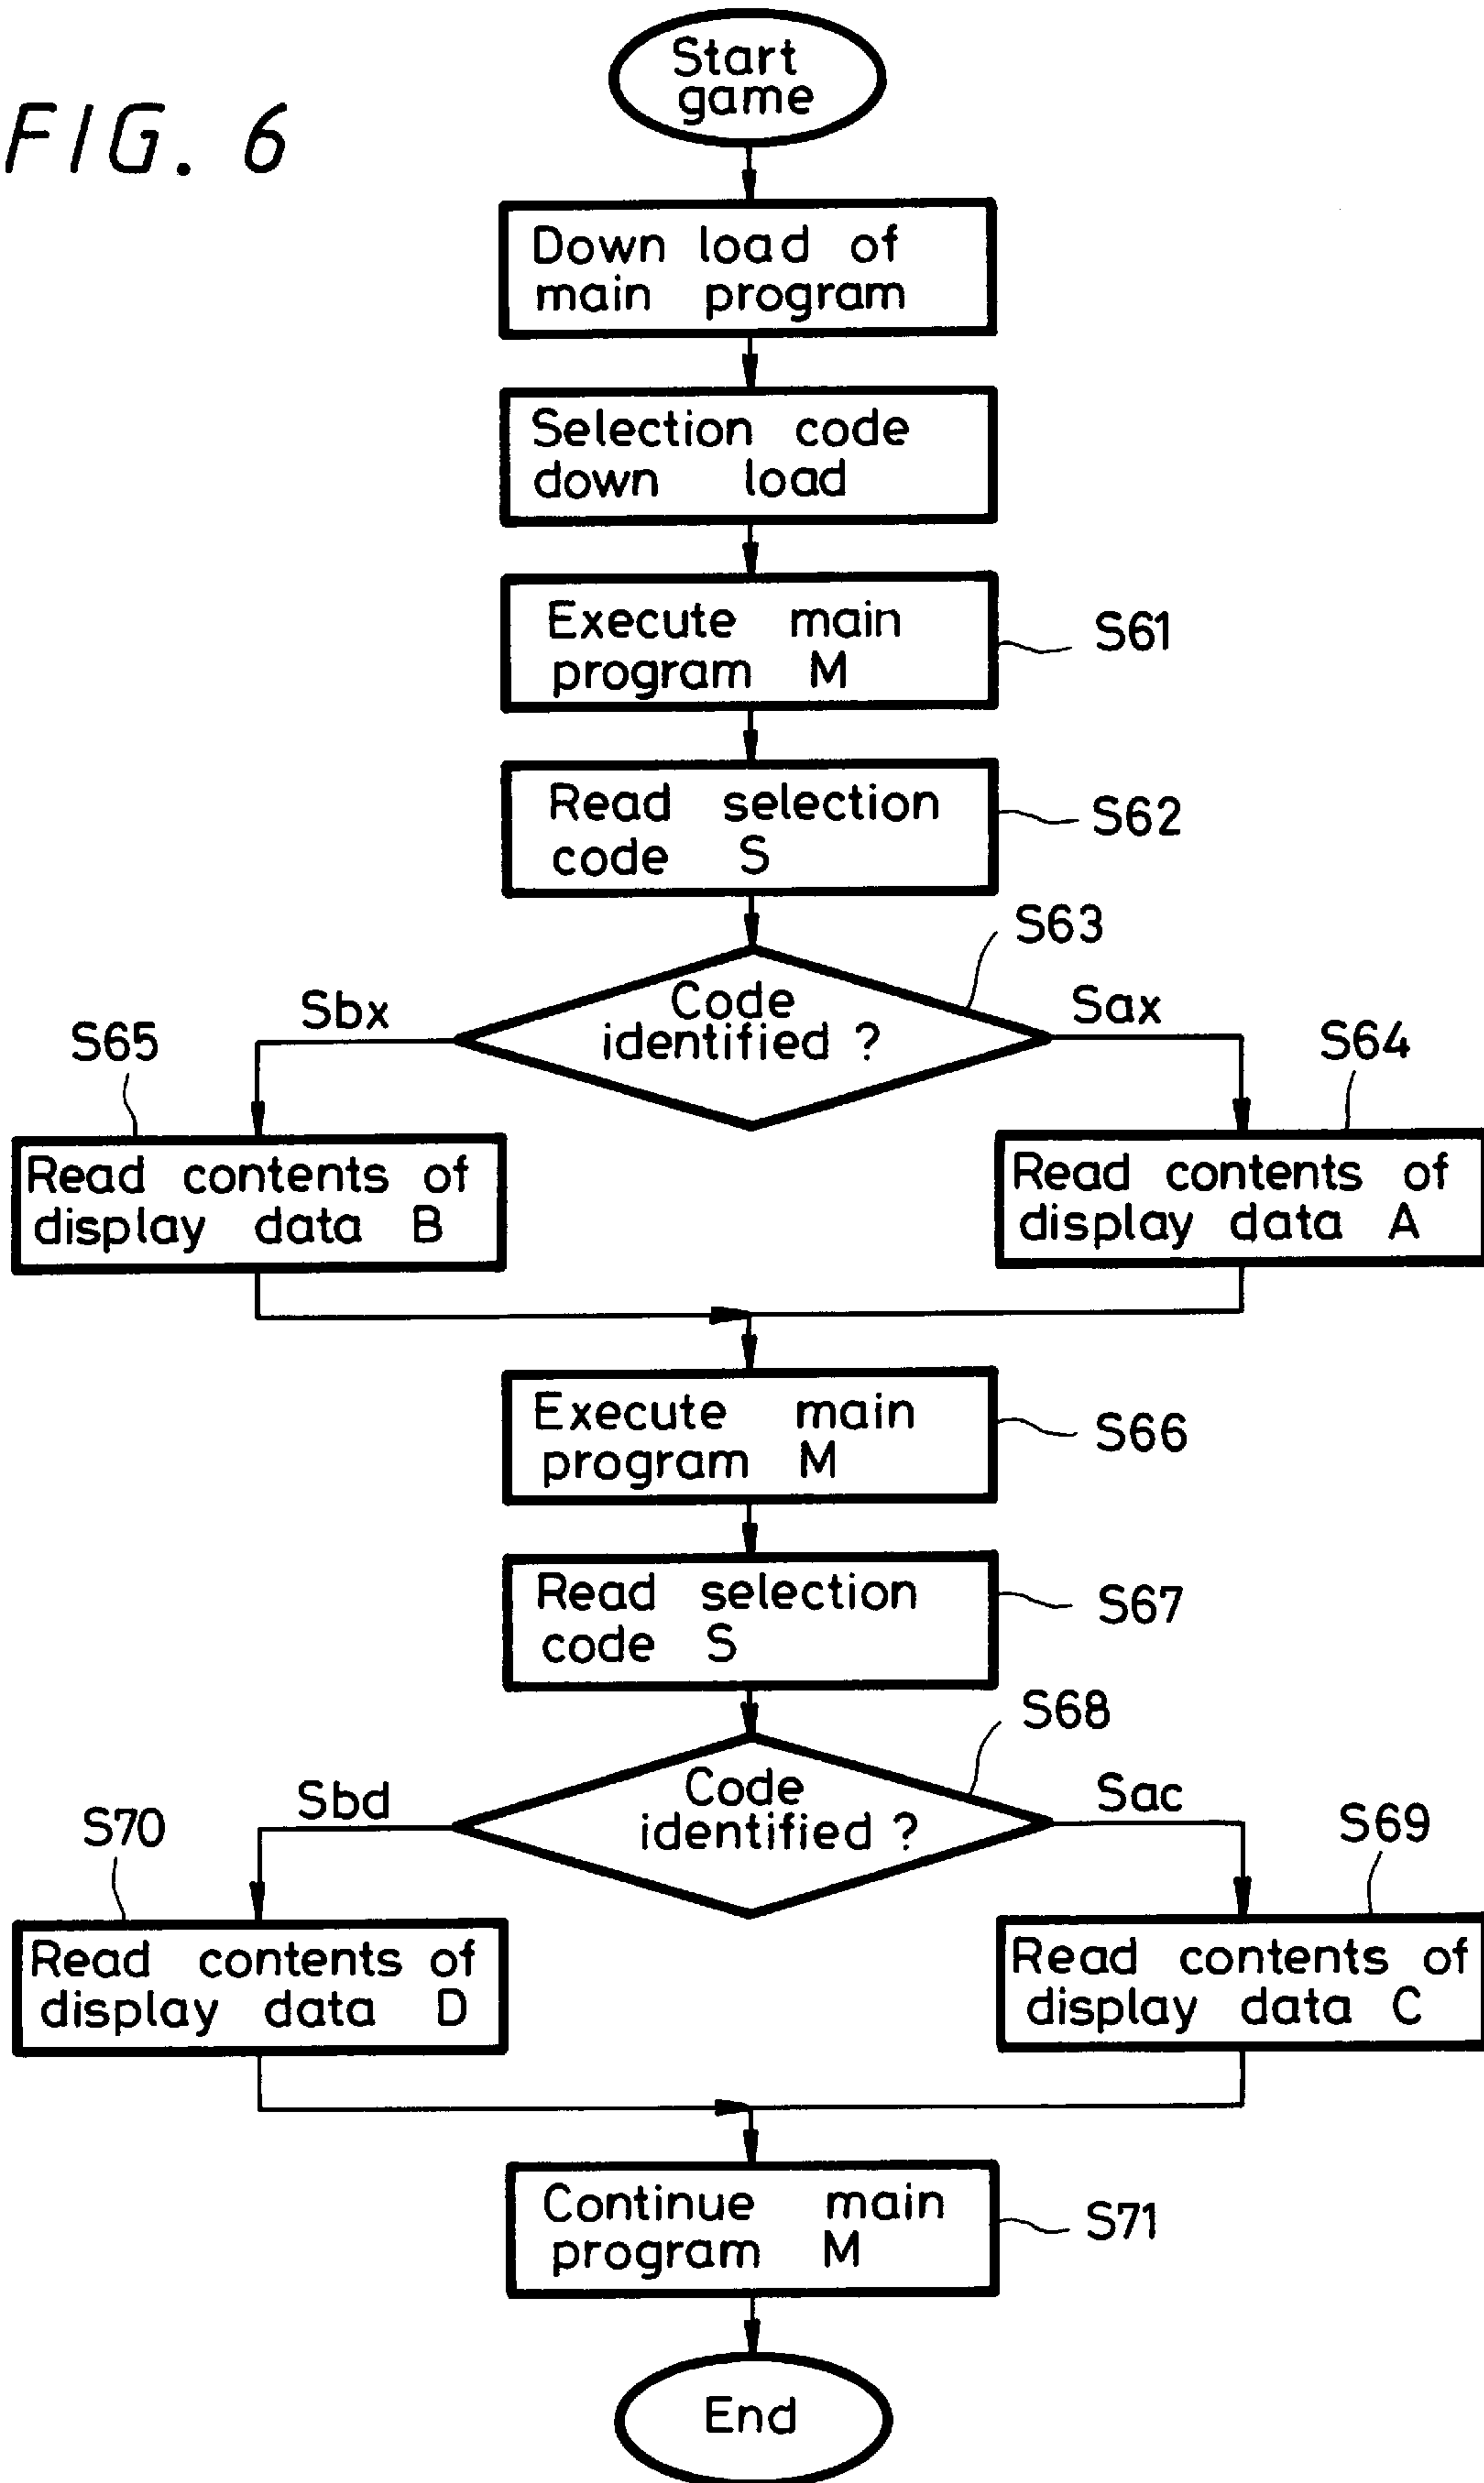 FIG. 6
Start
game
Down load of
main program
Selection code
down load
Execute main
program M
S61
Read selection
code S
S62
S63
Code
identified ?
Sbx
Sax
S65
S64
Read contents of
display data B
Read contents of
display data A
Execute main
program M
S66
Read selection
code S
S67
S68
Code
identified ?
Sbd
Sac
S70
S69
Read contents of
display data D
Read contents of
display data C
Continue main
program M
S71
End